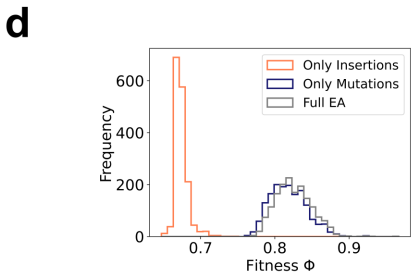 d
Frequency
600
400
200
0
Only Insertions
Only Mutations
Full EA
0.7 0.8 0.9
Fitness Φ